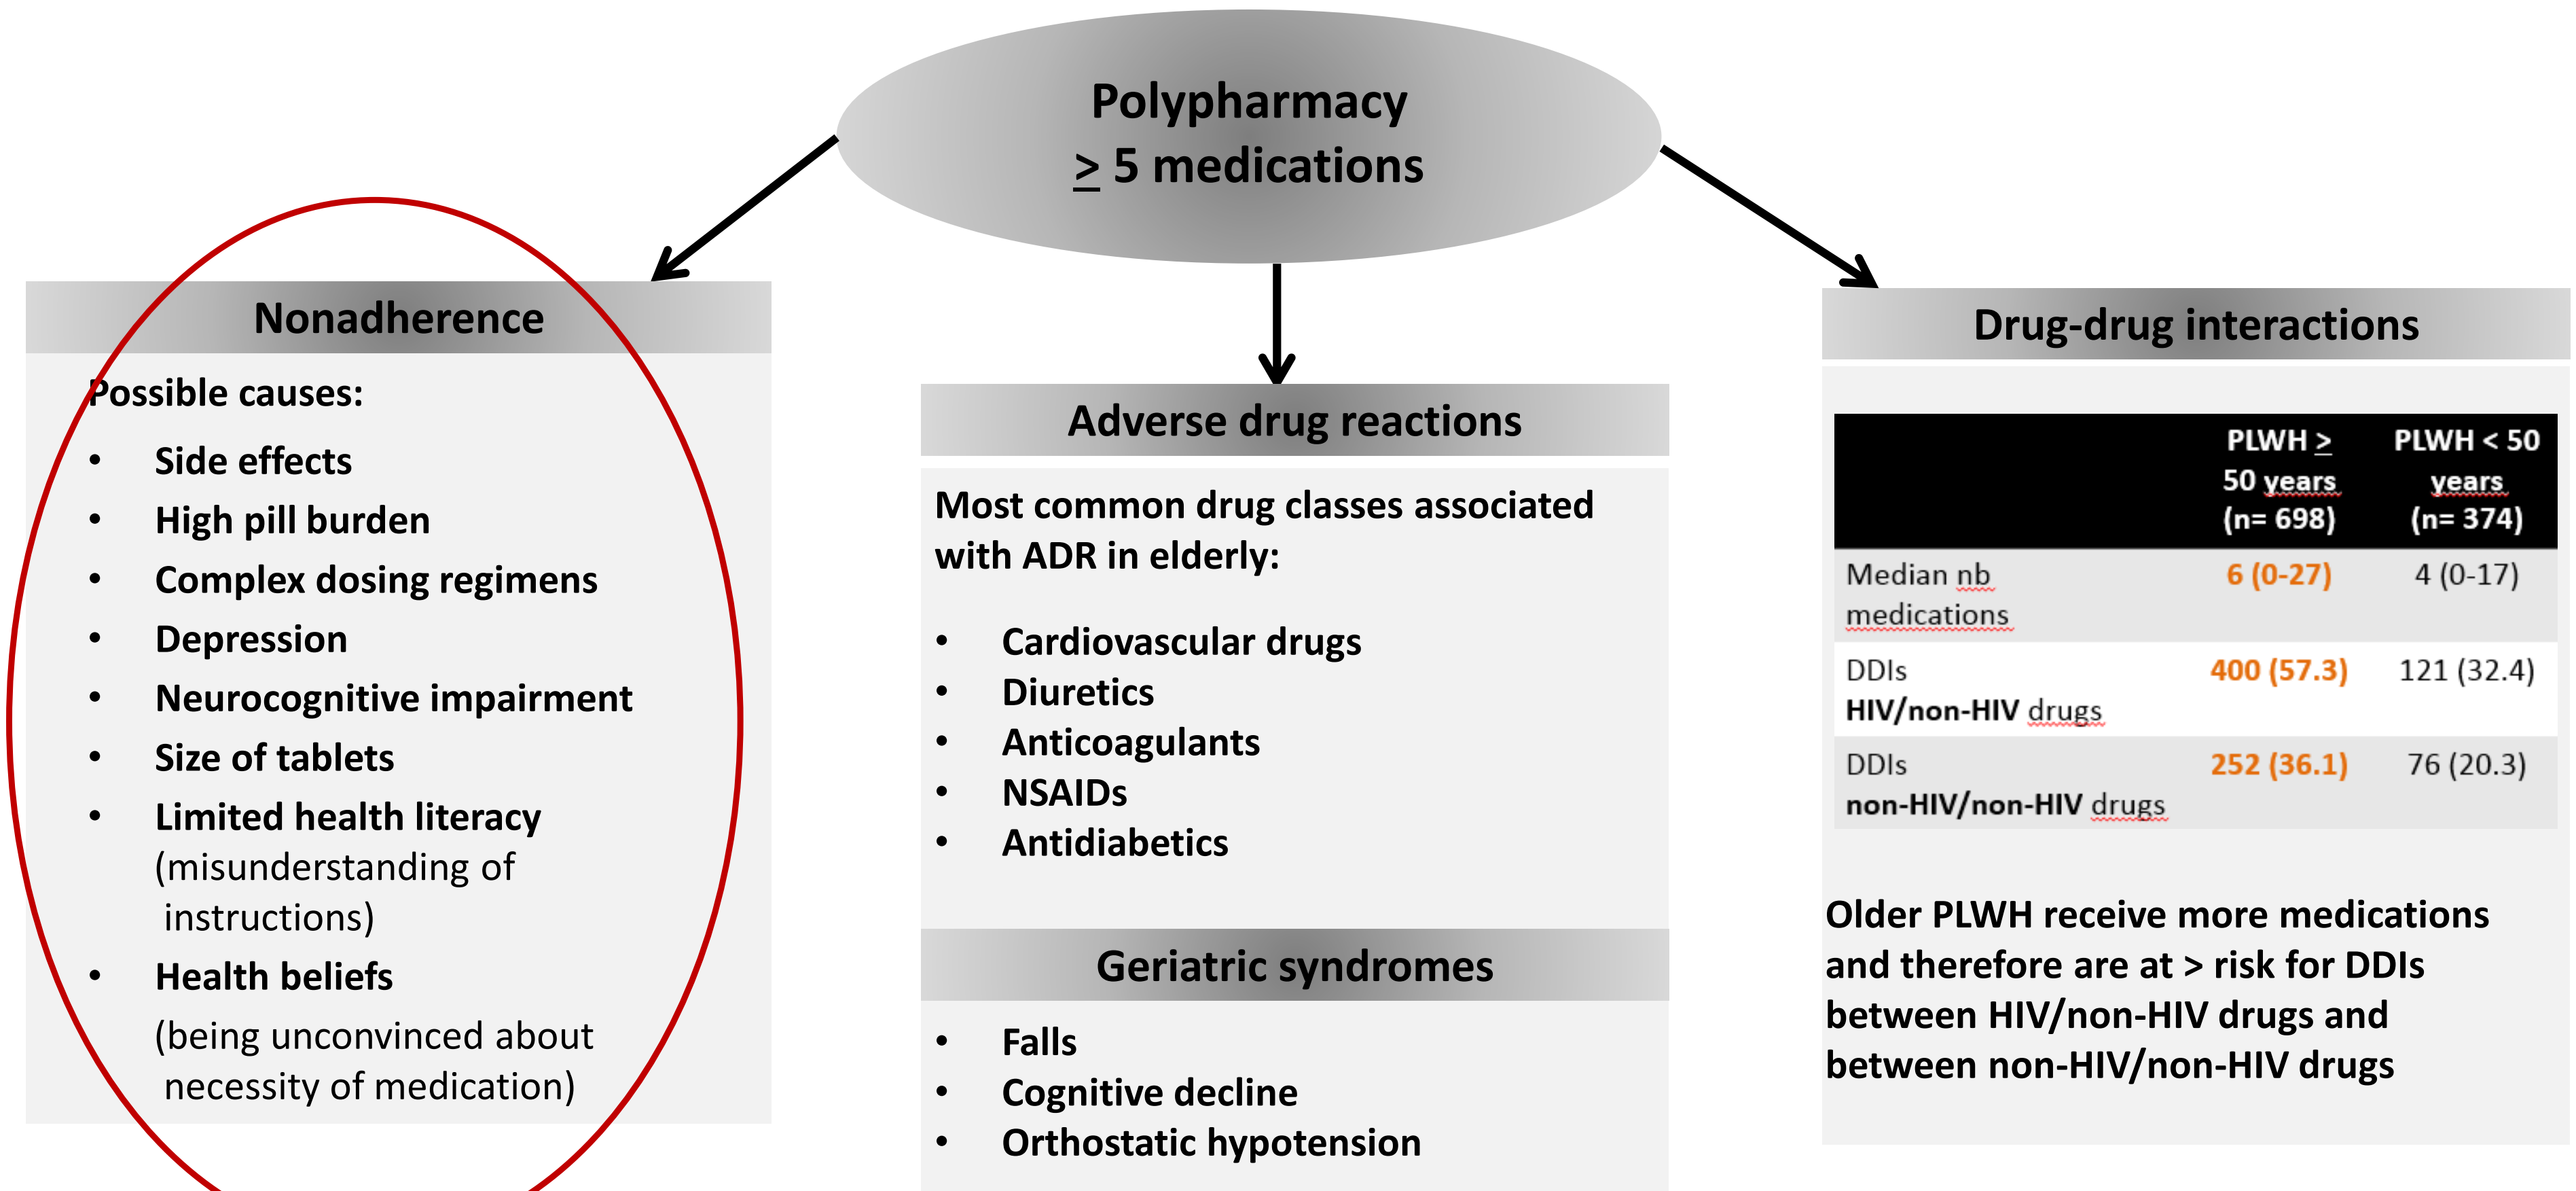 Polypharmacy
≥ 5 medications
Nonadherence
Possible causes:
• Side effects
• High pill burden
• Complex dosing regimens
• Depression
• Neurocognitive impairment
• Size of tablets
• Limited health literacy
(misunderstanding of
instructions)
• Health beliefs
(being unconvinced about
necessity of medication)
Adverse drug reactions
Most common drug classes associated
with ADR in elderly:
• Cardiovascular drugs
• Diuretics
• Anticoagulants
• NSAIDs
• Antidiabetics
Geriatric syndromes
• Falls
• Cognitive decline
• Orthostatic hypotension
Drug-drug interactions
PLWH ≥ PLWH < 50
50 years years
(n= 698) (n= 374)
Median nb 6 (0-27) 4 (0-17)
medications
DDIs 400 (57.3) 121 (32.4)
HIV/non-HIV drugs
DDIs 252 (36.1) 76 (20.3)
non-HIV/non-HIV drugs
Older PLWH receive more medications
and therefore are at > risk for DDIs
between HIV/non-HIV drugs and
between non-HIV/non-HIV drugs